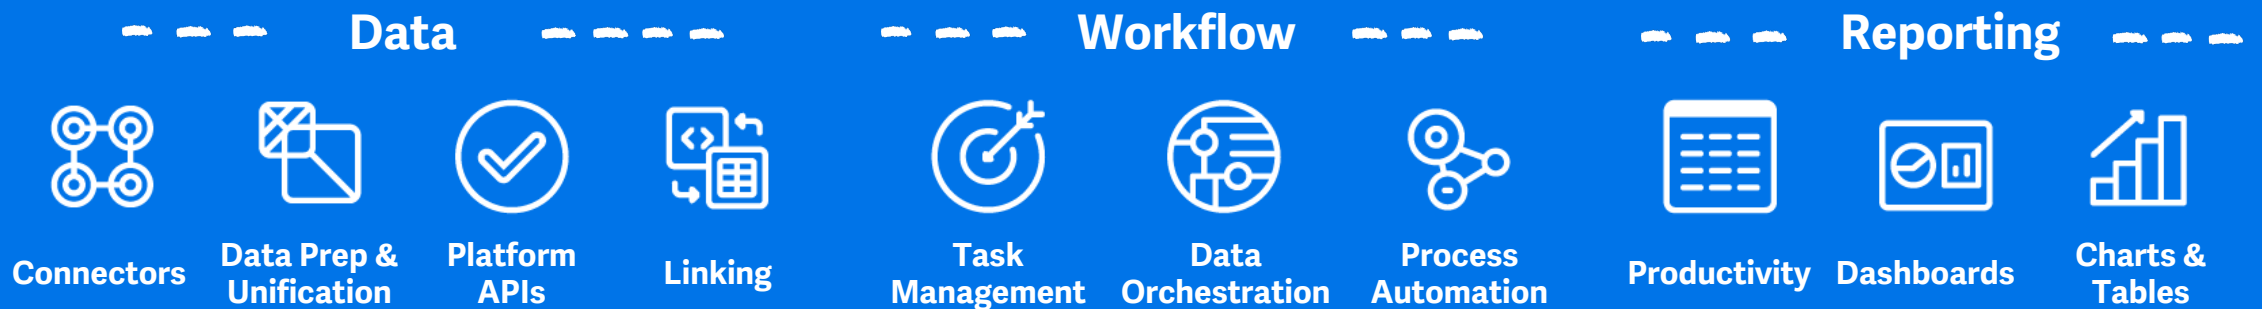 Data
Workflow
Reporting
Connectors
Data Prep &
Unification
Platform
APIs
Linking
Task
Management
Data
Orchestration
Process
Automation
Productivity
Dashboards
Charts &
Tables